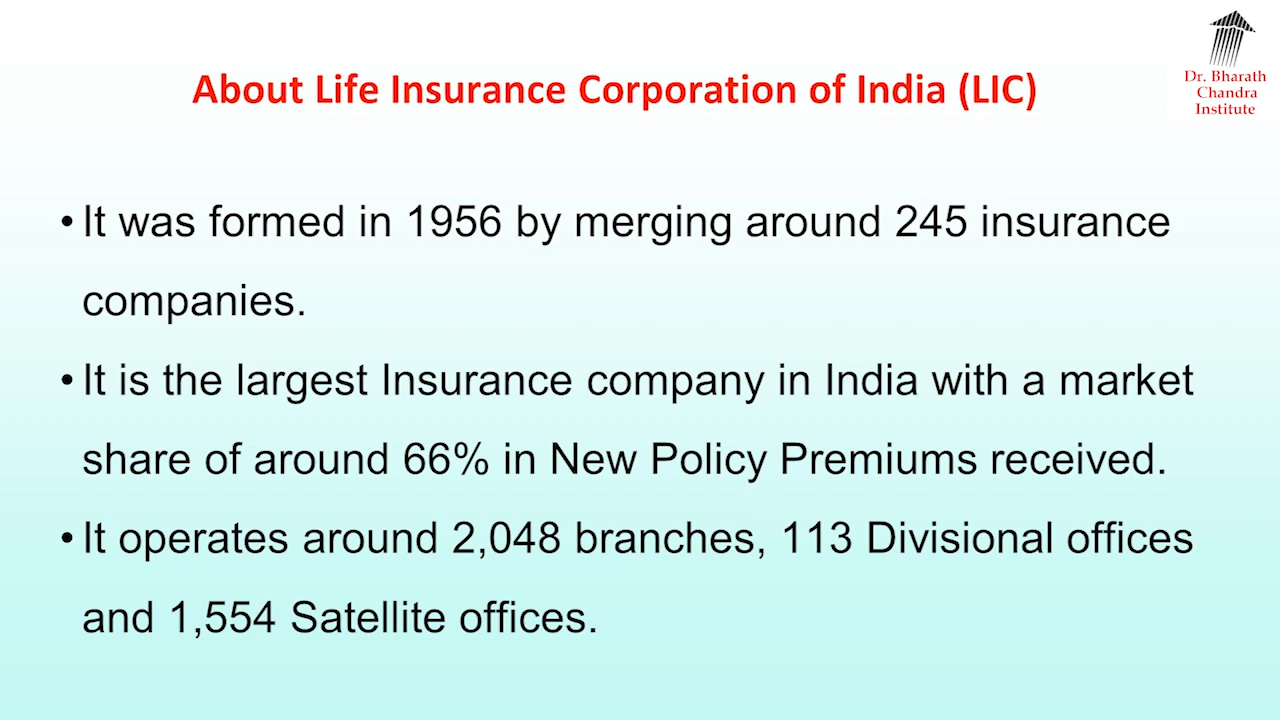 About Life Insurance Corporation of India (LIC)
Dr. Bharath
Chandra
Institute
• It was formed in 1956 by merging around 245 insurance
companies.
• It is the largest Insurance company in India with a market
share of around 66% in New Policy Premiums received.
• It operates around 2,048 branches, 113 Divisional offices
and 1,554 Satellite offices.